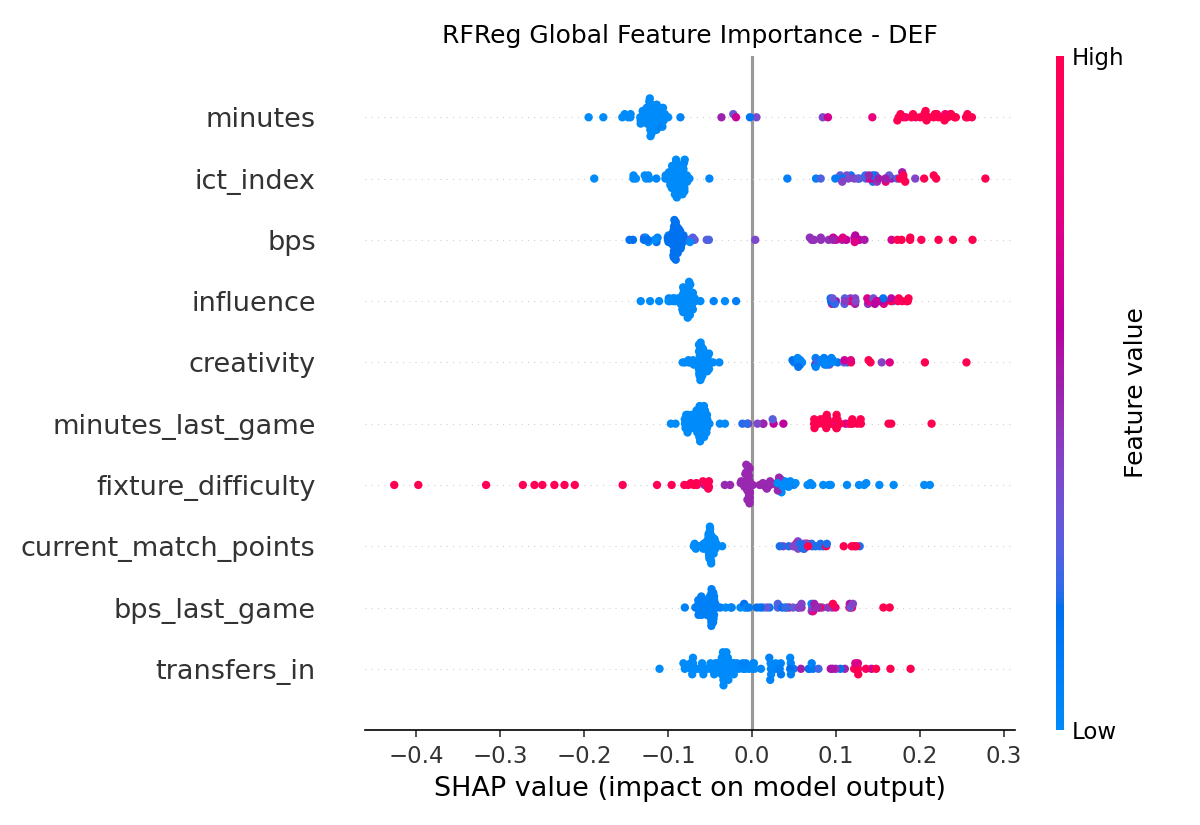 RFReg Global Feature Importance - DEF
High
minutes
ict_index
bps
influence
creativity
minutes_last_game
fixture_difficulty
current_match_points
bps_last_game
transfers_in
Feature value
Low
−0.4 −0.3 −0.2 −0.1 0.0 0.1 0.2 0.3
SHAP value (impact on model output)